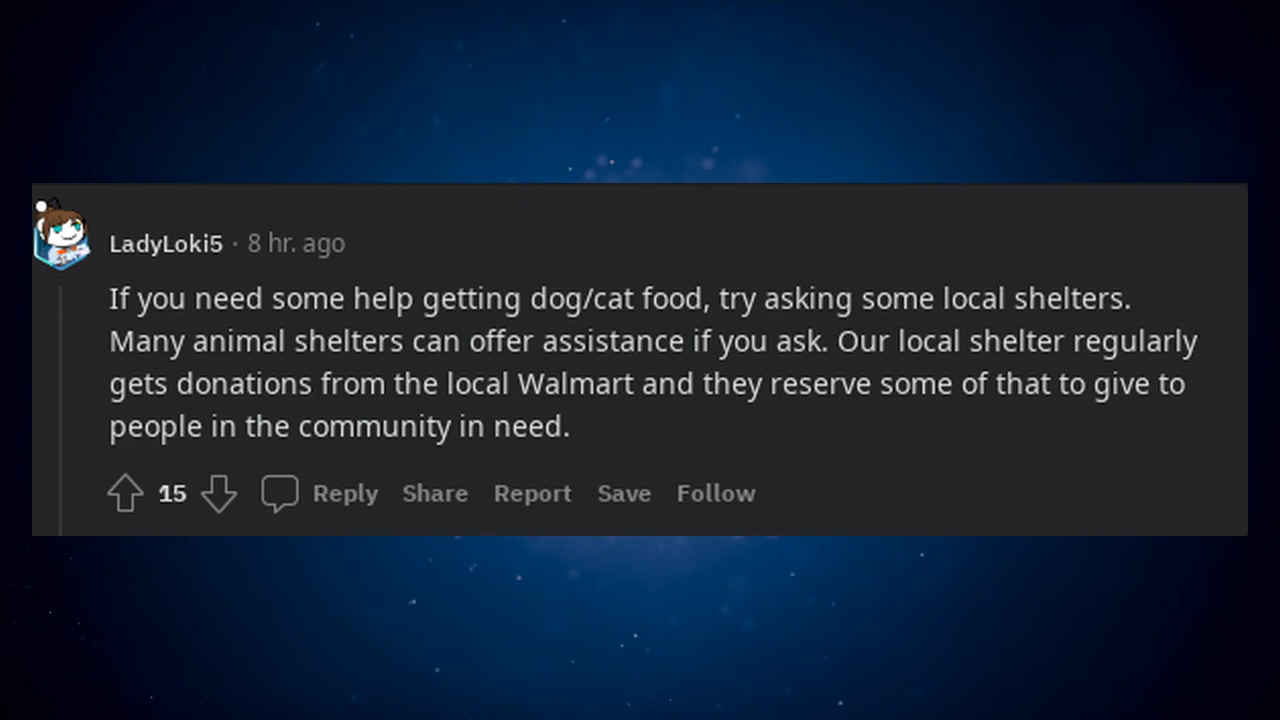 LadyLoki5 · 8 hr. ago
If you need some help getting dog/cat food, try asking some local shelters.
Many animal shelters can offer assistance if you ask. Our local shelter regularly
gets donations from the local Walmart and they reserve some of that to give to
people in the community in need.
15 Reply Share Report Save Follow